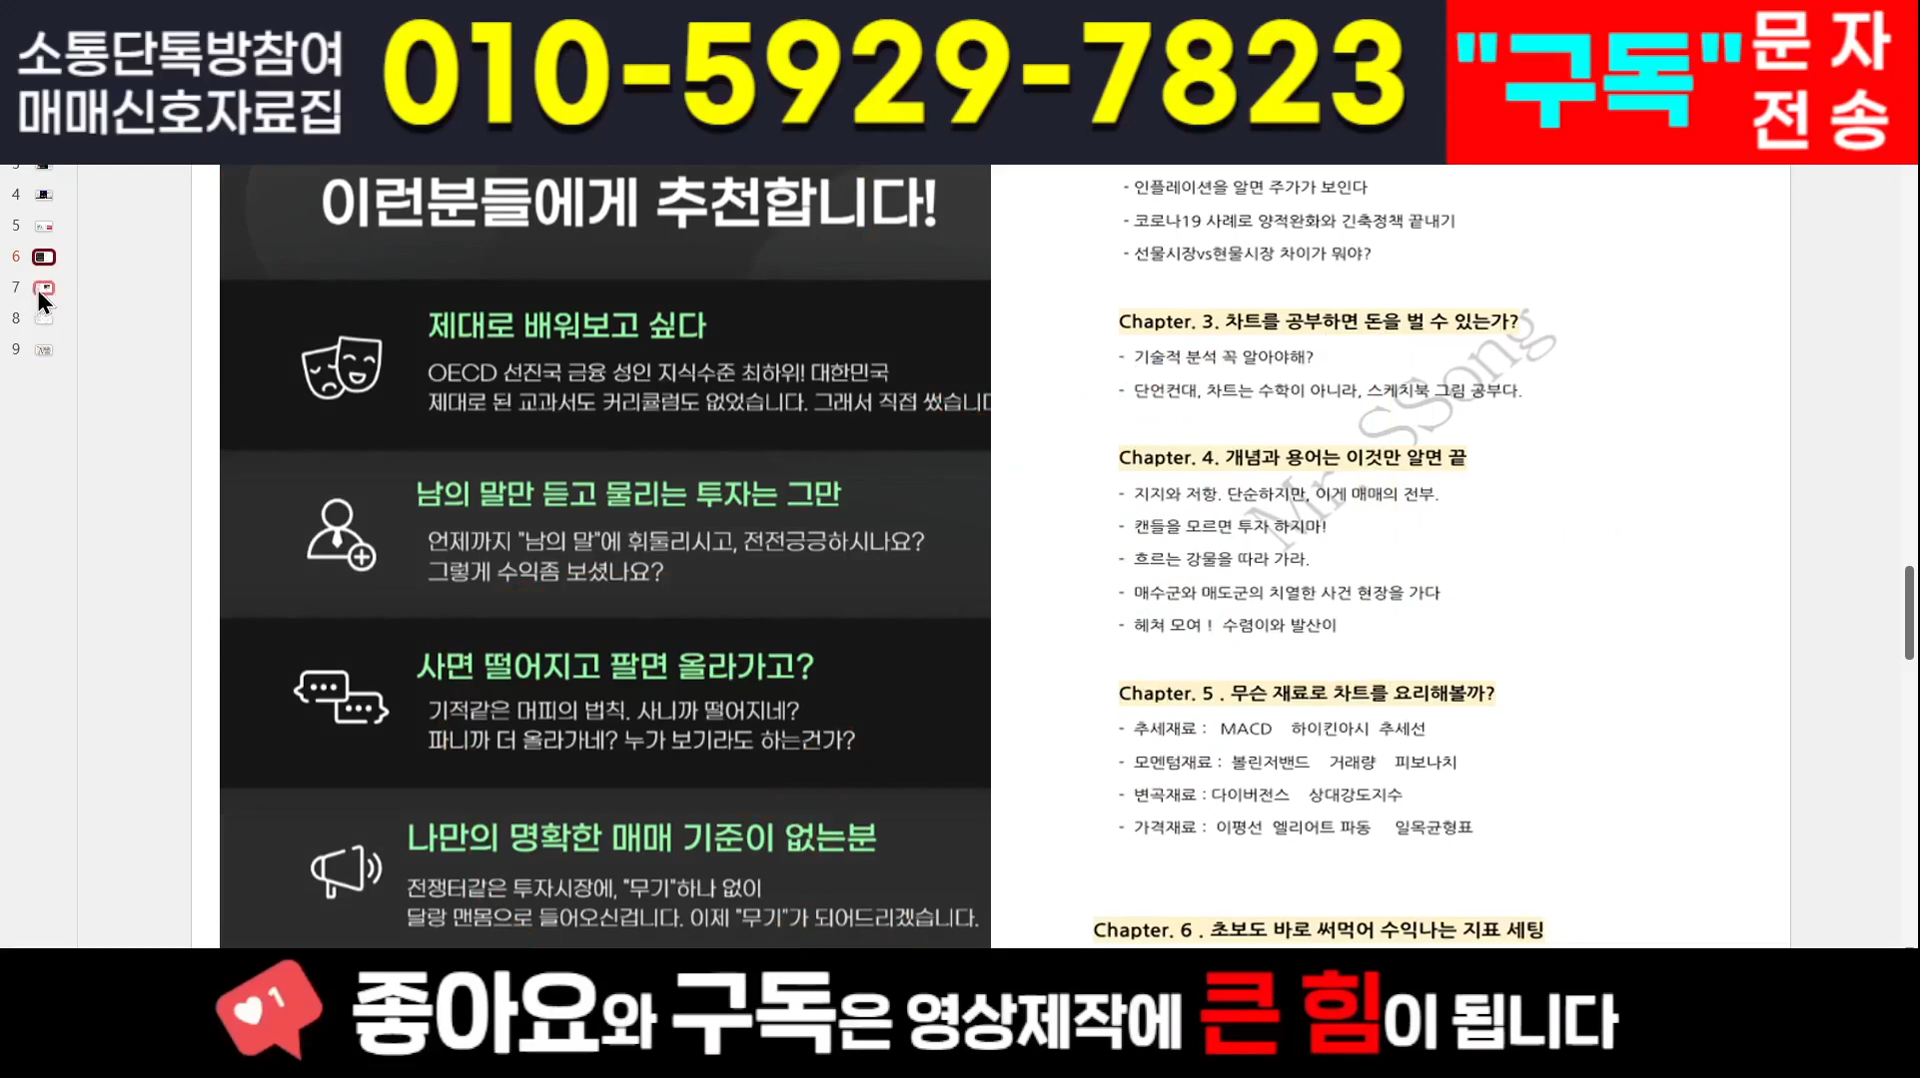 소통단톡방참여
매매신호자료집
010-5929-7823
"구독"
문자
전송
4
5
6
7
8
9
이런분들에게 추천합니다!
제대로 배워보고 싶다
OECD 선진국 금융 성인 지식수준 최하위! 대한민국
제대로 된 교과서도 커리큘럼도 없었습니다. 그래서 직접 썼습니다
남의 말만 듣고 물리는 투자는 그만
언제까지 "남의 말"에 휘둘리시고, 전전긍긍하시나요?
그렇게 수익좀 보셨나요?
사면 떨어지고 팔면 올라가고?
기적같은 머피의 법칙. 사니까 떨어지네?
파니까 더 올라가네? 누가 보기라도 하는건가?
나만의 명확한 매매 기준이 없는분
전쟁터같은 투자시장에, "무기"하나 없이
달랑 맨몸으로 들어오신겁니다. 이제 "무기"가 되어드리겠습니다.
- 인플레이션을 알면 주가가 보인다
- 코로나19 사례로 양적완화와 긴축정책 끝내기
- 선물시장vs현물시장 차이가 뭐야?
Chapter. 3. 차트를 공부하면 돈을 벌 수 있는가?
- 기술적 분석 꼭 알아야해?
- 단언컨대, 차트는 수학이 아니라, 스케치북 그림 공부다.
Chapter. 4. 개념과 용어는 이것만 알면 끝
- 지지와 저항. 단순하지만, 이게 매매의 전부.
- 캔들을 모르면 투자 하지마!
- 흐르는 강물을 따라 가라.
- 매수군와 매도군의 치열한 사건 현장을 가다
- 헤쳐 모여 ! 수렴이와 발산이
Chapter. 5 . 무슨 재료로 차트를 요리해볼까?
- 추세재료 : MACD 하이킨아시 추세선
- 모멘텀재료 : 볼린저밴드 거래량 피보나치
- 변곡재료 : 다이버전스 상대강도지수
- 가격재료 : 이평선 엘리어트 파동 일목균형표
Chapter. 6 . 초보도 바로 써먹어 수익나는 지표 세팅
Mr. SSong
1
좋아요와 구독은 영상제작에 큰 힘이 됩니다